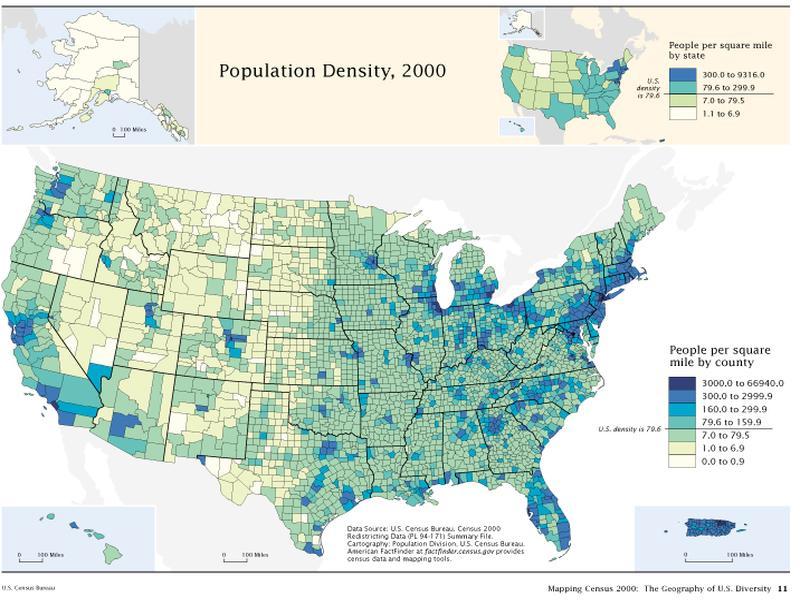 Population Density, 2000
People per square mile
by state
300.0 to 9316.0
79.6 to 299.9
7.0 to 79.5
1.1 to 6.9
U.S.
density
is 79.6
0 100 Miles
People per square
mile by county
3000.0 to 66940.0
300.0 to 2999.9
160.0 to 299.9
79.6 to 159.9
7.0 to 79.5
1.0 to 6.9
0.0 to 0.9
U.S. density is 79.6
0 100 Miles
0 100 Miles
0 100 Miles
Data Source: U.S. Census Bureau, Census 2000
Redistricting Data (PL 94-171) Summary File.
Cartography: Population Division, U.S. Census Bureau.
American FactFinder at factfinder.census.gov provides
census data and mapping tools.
U.S. Census Bureau
Mapping Census 2000: The Geography of U.S. Diversity 11